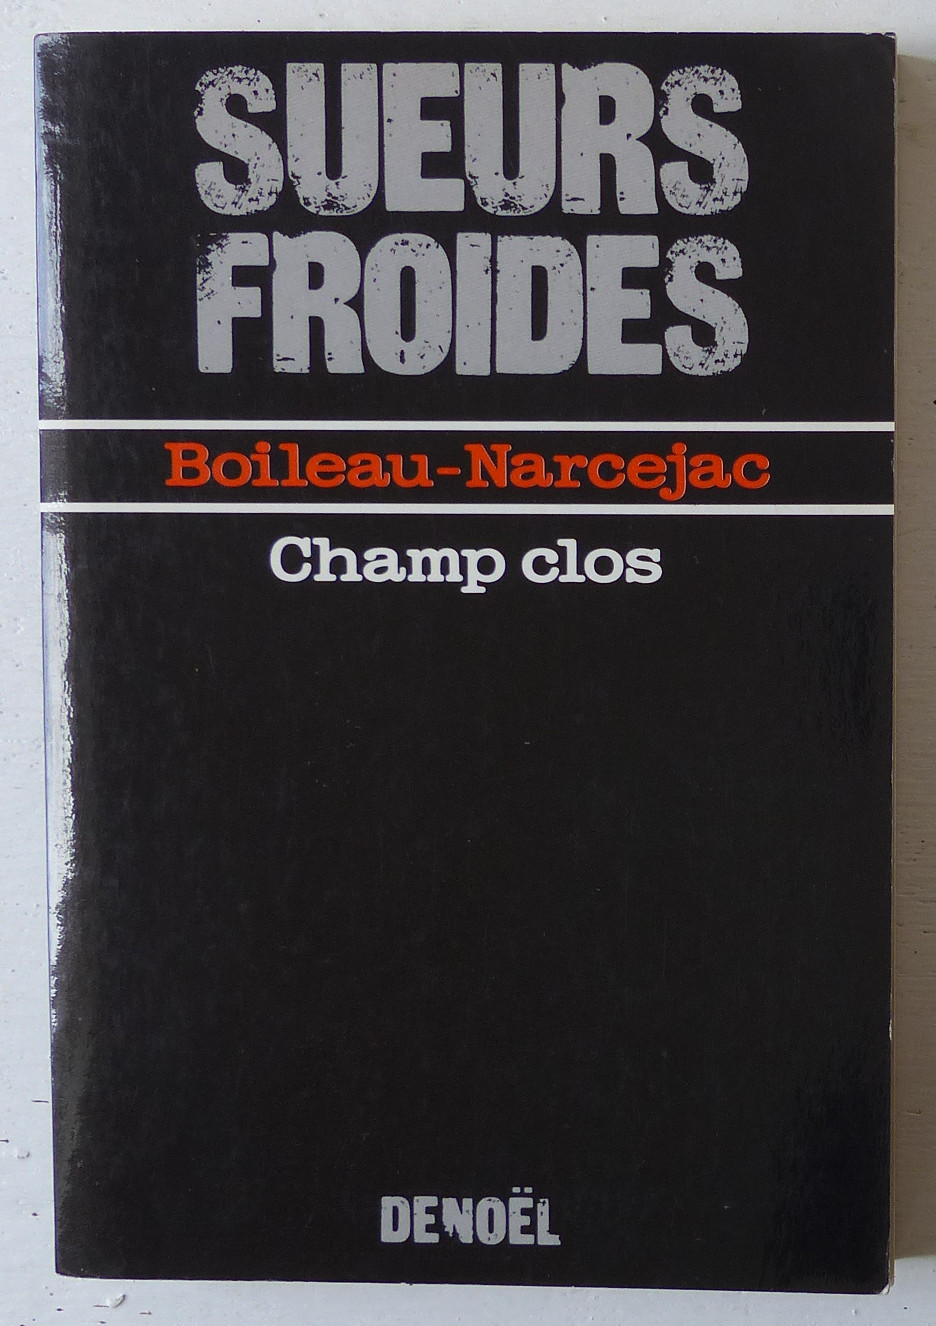 SUEURS
FROIDES
Boileau-Narcejac
Champ clos
DENOËL